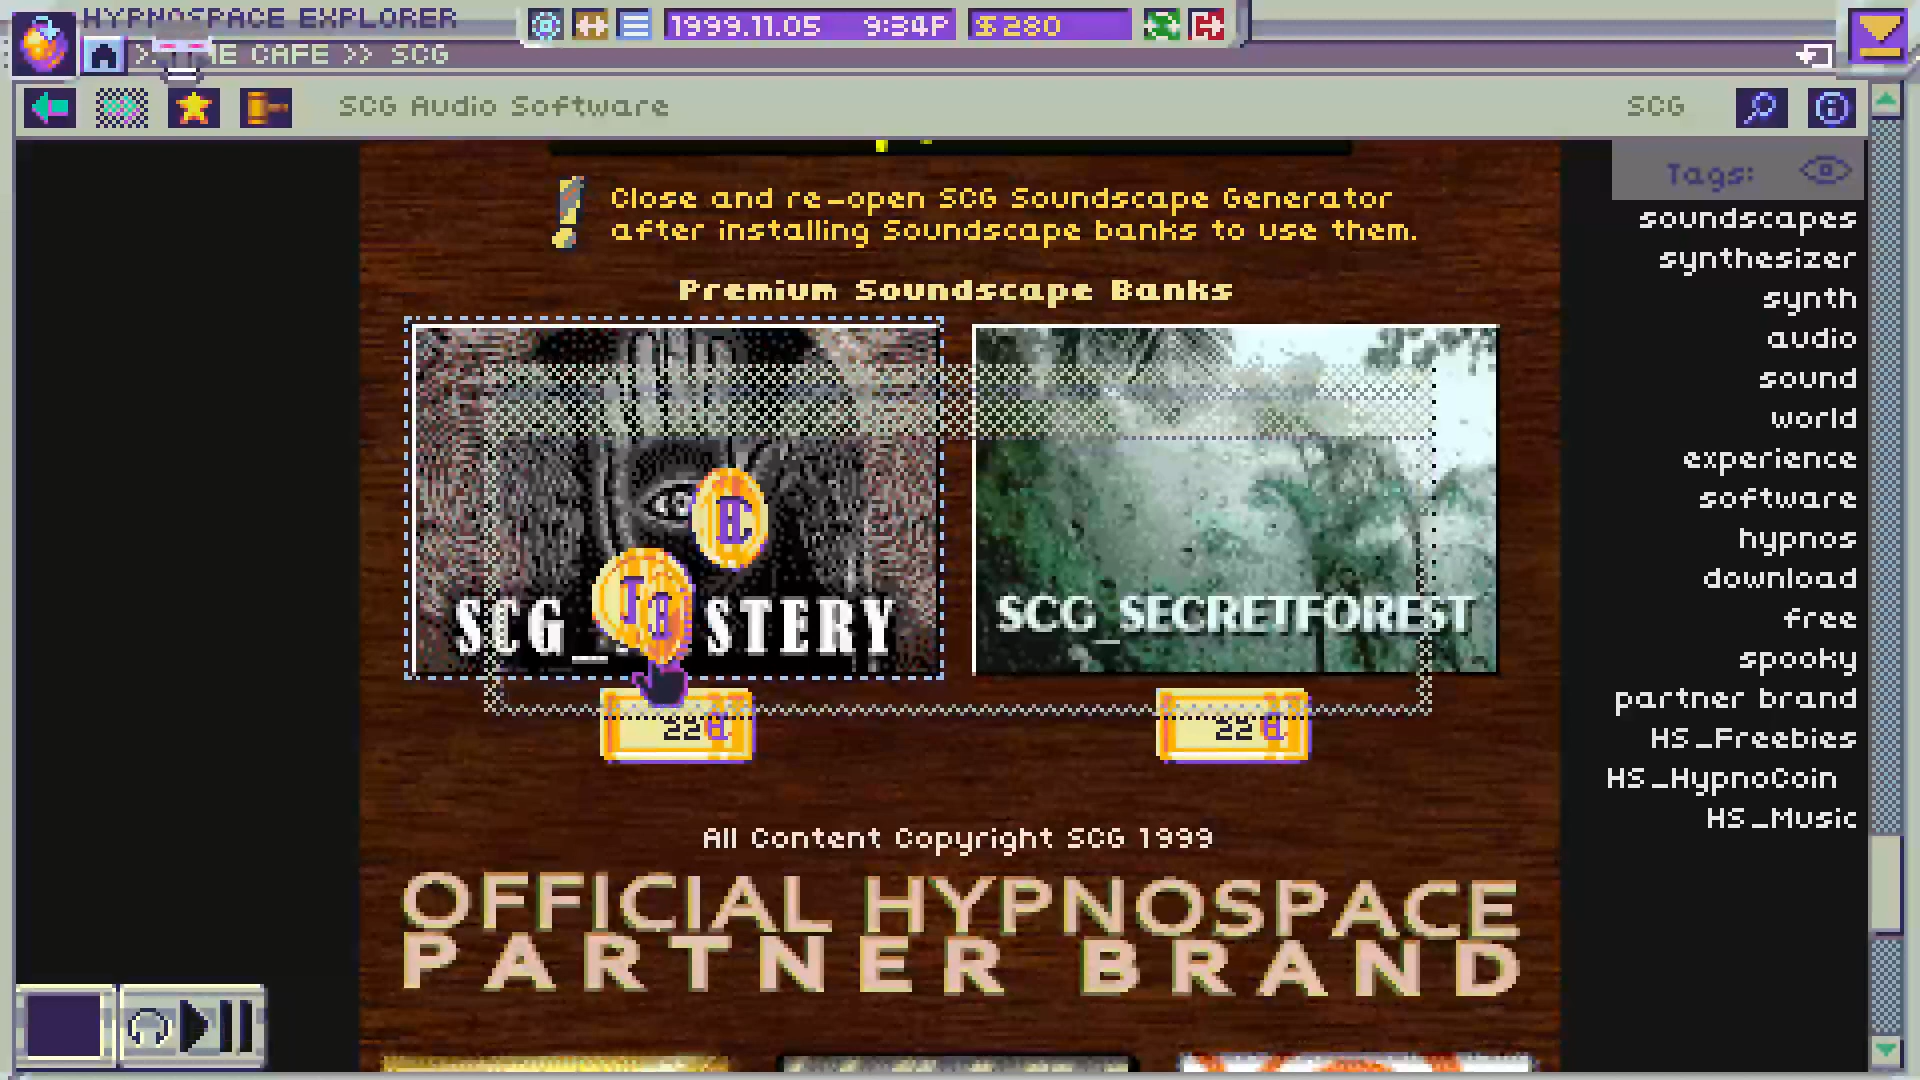 HYPNOSPACE EXPLORER
1999.11.05 9:34P $280
ME CAFE >> SCG
SCG Audio Software
SCG
Tags:
Close and re-open SCG Soundscape Generator
after installing Soundscape banks to use them.
Premium Soundscape Banks
SCG_ STERY
SCG_SECRETFOREST
22
22
All Content Copyright SCG 1999
OFFICIAL HYPNOSPACE
PARTNER BRAND
soundscapes
synthesizer
synth
audio
sound
world
experience
software
hypnos
download
free
spooky
partner brand
HS_Freebies
HS_HypnoCoin
HS_Music